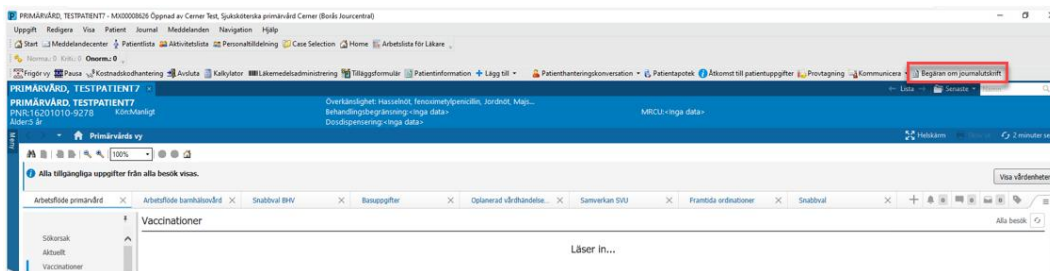 PRIMÄRVÅRD, TESTPATIENT7 - MX00008626 Öppnad av Cerner Test, Sjuksköterska primärvård Cerner (Borås Jourcentral)
Uppgift Redigera Visa Patient Journal Meddelanden Navigation Hjälp
Start Meddelandecenter Patientlista Aktivitetslista Personaltilldelning Case Selection Home Arbetslista för Läkare
Norma.: 0 Kriti.: 0 Onorm.: 0
Frigör vy Pausa Kostnadskodhantering Avsluta Kalkylator Läkemedelsadministrering Tilläggsformulär Patientinformation Lägg till Patienthanteringskonversation Patientapotek Åtkomst till patientuppgifter Provtagning Kommunicera Begäran om journalutskrift
PRIMÄRVÅRD, TESTPATIENT7 Lista Senaste
PRIMÄRVÅRD, TESTPATIENT7 Överkänslighet: Hasselnöt, fenoximetylpenicillin, Jordnöt, Majs...
PNR:16201010-9278 Kön:Manligt Behandlingsbegränsning:<Inga data> MRCU:<Inga data>
Ålder:5 år Dosdispensering:<Inga data>
Meny Primärvårds vy Helskärm 2 minuter se
100%
Alla tillgängliga uppgifter från alla besök visas. Visa vårdenheter
Arbetsflöde primärvård Arbetsflöde barnhälsovård Snabbval BHV Basuppgifter Oplanerad vårdhändelse... Samverkan SVU Framtida ordinationer Snabbval 0 0 0
Vaccinationer Alla besök
Sökorsak
Aktuellt
Vaccinationer
Läser in...